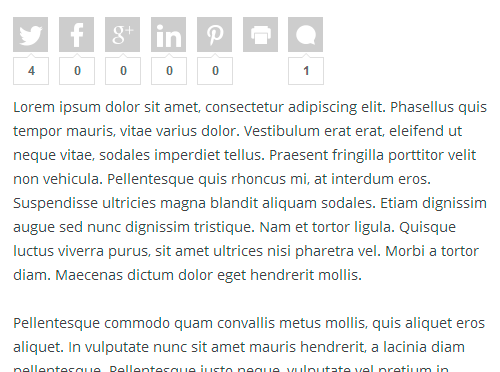 4 0 0 0 0 1
Lorem ipsum dolor sit amet, consectetur adipiscing elit. Phasellus quis
tempor mauris, vitae varius dolor. Vestibulum erat erat, eleifend ut
neque vitae, sodales imperdiet tellus. Praesent fringilla porttitor velit
non vehicula. Pellentesque quis rhoncus mi, at interdum eros.
Suspendisse ultricies magna blandit aliquam sodales. Etiam dignissim
augue sed nunc dignissim tristique. Nam et tortor ligula. Quisque
luctus viverra purus, sit amet ultrices nisi pharetra vel. Morbi a tortor
diam. Maecenas dictum dolor eget hendrerit mollis.
Pellentesque commodo quam convallis metus mollis, quis aliquet eros
aliquet. In vulputate nunc sit amet mauris hendrerit, a lacinia diam
pellentesque. Pellentesque justo neque, vulputate vel pretium in